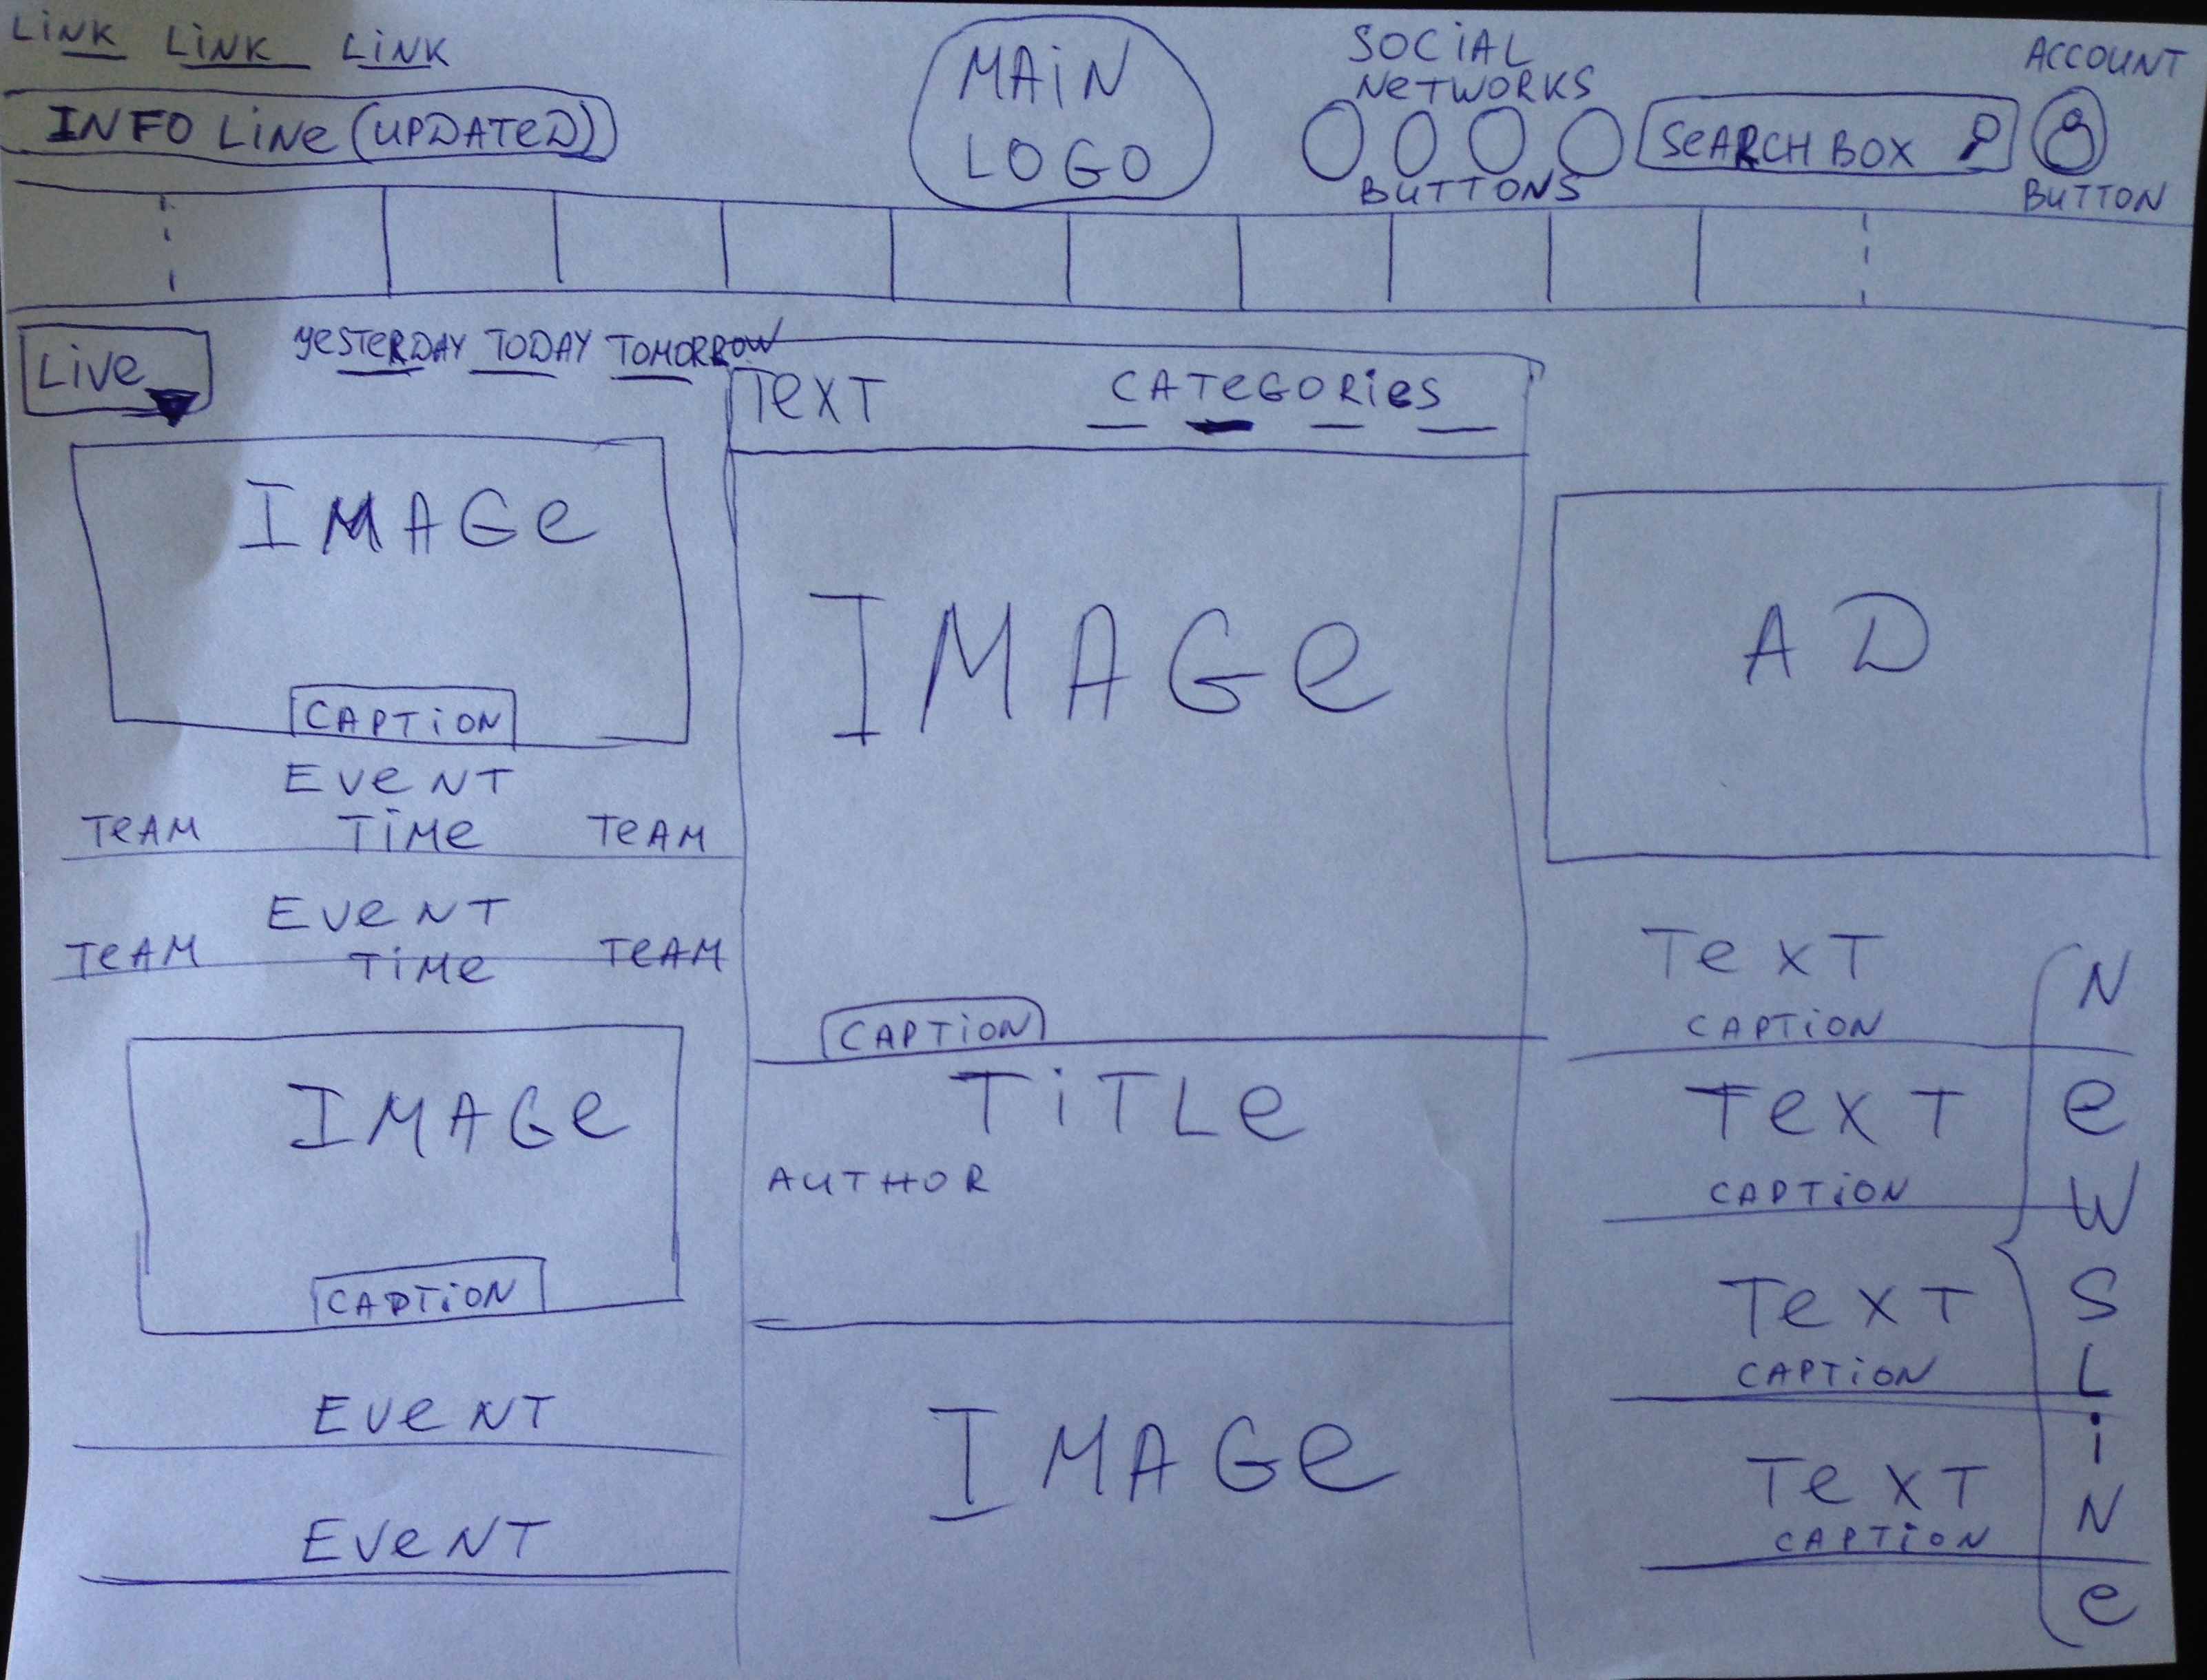 LiNK LiNK LiNK
MAiN
LOGO
SOCiAL
NeTWORKS
BUTTONS
SeARCH BOX
ACCOUNT
BUTTON
INFO LiNe (UPDATeD)
Live
YeSTeRDAY TODAY TOMORROW
TeXT CATeGORieS
IMAGe
CAPTiON
EVeNT
TeAM TiMe TeAM
EVeNT
TeAM TiMe TeAM
IMAGe
CAPTiON
EVeNT
EVeNT
IMAGe
CAPTiON
TiTLe
AUTHOR
IMAGe
AD
TeXT
CAPTiON
TeXT
CAPTiON
TeXT
CAPTiON
TeXT
CAPTiON
NeWSLiNe